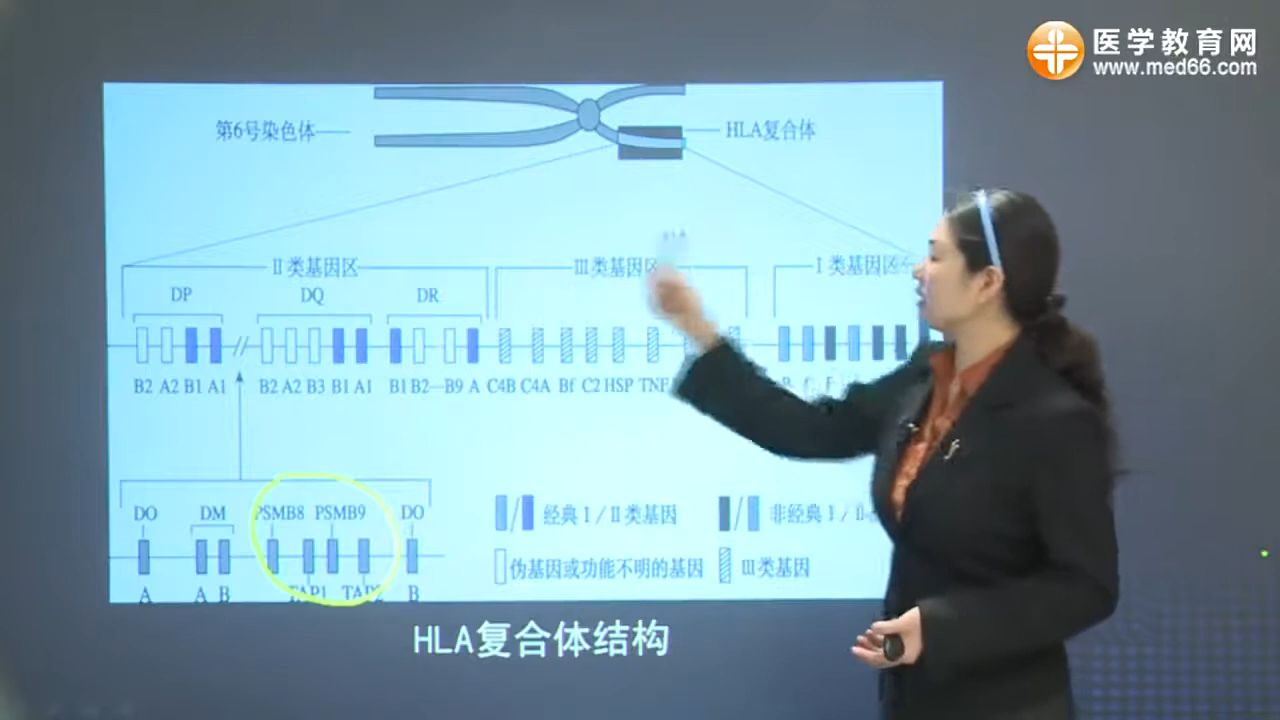 医学教育网
www.med66.com
第6号染色体
HLA复合体
II类基因区
III类基因区
I类基因区
DP
DQ
DR
B2 A2 B1 A1
B2 A2 B3 B1 A1
B1 B2—B9 A
C4B C4A Bf C2 HSP TNF
DO
DM
PSMB8 PSMB9
DO
A
A B
TAP1 TAP2
B
经典I/II类基因
非经典I/II
伪基因或功能不明的基因
III类基因
HLA复合体结构